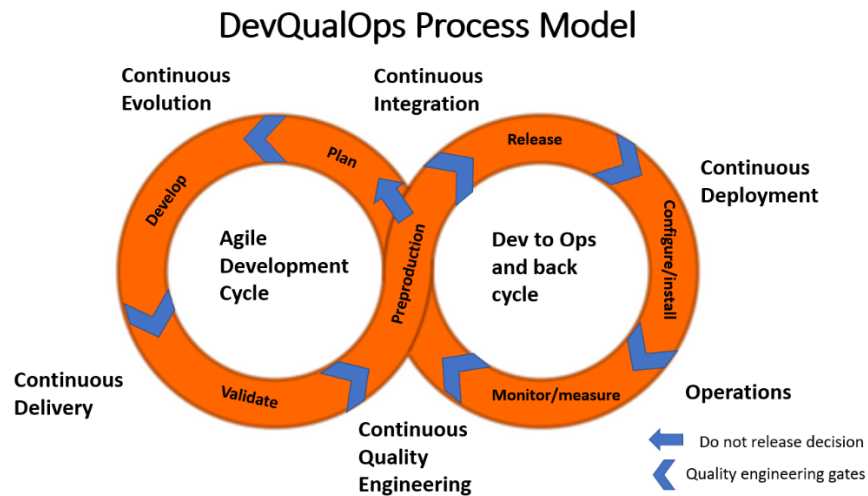 DevQualOps Process Model
Continuous
Evolution
Continuous
Integration
Plan
Release
Continuous
Deployment
Develop
Agile
Development
Cycle
Preproduction
Dev to Ops
and back
cycle
Configure/install
Continuous
Delivery
Validate
Monitor/measure
Operations
Continuous
Quality
Engineering
Do not release decision
Quality engineering gates